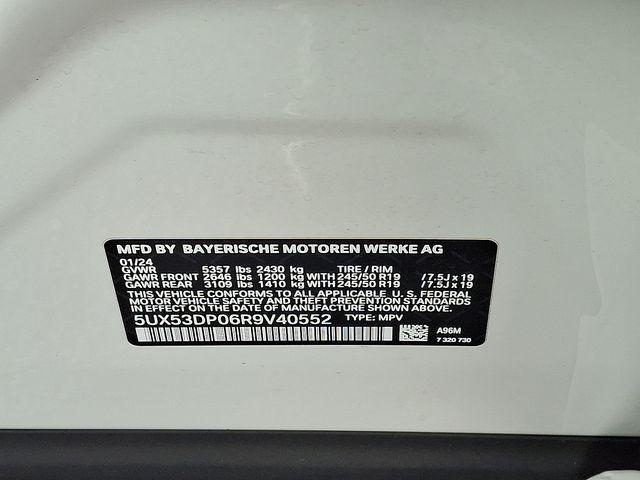 MFD BY BAYERISCHE MOTOREN WERKE AG
01/24
GVWR 5357 lbs 2430 kg TIRE / RIM
GAWR FRONT 2646 lbs 1200 kg WITH 245/50 R19 /7.5J x 19
GAWR REAR 3109 lbs 1410 kg WITH 245/50 R19 /7.5J x 19
THIS VEHICLE CONFORMS TO ALL APPLICABLE U.S. FEDERAL
MOTOR VEHICLE SAFETY AND THEFT PREVENTION STANDARDS
IN EFFECT ON THE DATE OF MANUFACTURE SHOWN ABOVE.
5UX53DP06R9V40552 TYPE: MPV
A96M
7 320 730